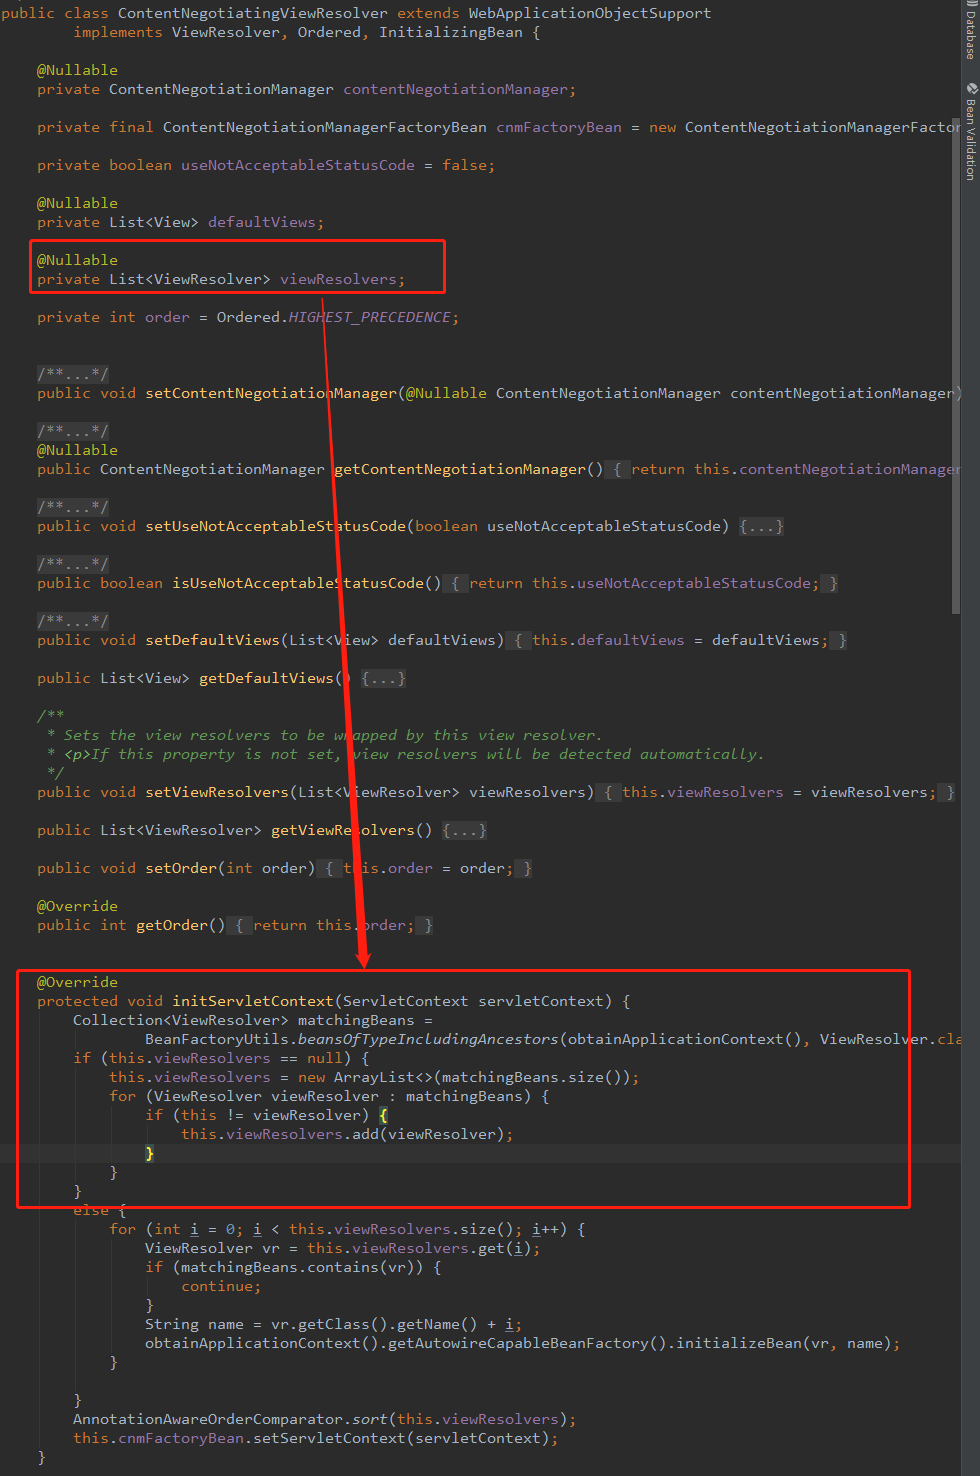 public class ContentNegotiatingViewResolver extends WebApplicationObjectSupport
        implements ViewResolver, Ordered, InitializingBean {
    @Nullable
    private ContentNegotiationManager contentNegotiationManager;
    private final ContentNegotiationManagerFactoryBean cnmFactoryBean = new ContentNegotiationManagerFactor
    private boolean useNotAcceptableStatusCode = false;
    @Nullable
    private List<View> defaultViews;
    @Nullable
    private List<ViewResolver> viewResolvers;
    private int order = Ordered.HIGHEST_PRECEDENCE;
    /**...*/
    public void setContentNegotiationManager(@Nullable ContentNegotiationManager contentNegotiationManager)
    /**...*/
    @Nullable
    public ContentNegotiationManager getContentNegotiationManager() { return this.contentNegotiationManager
    /**...*/
    public void setUseNotAcceptableStatusCode(boolean useNotAcceptableStatusCode) {...}
    /**...*/
    public boolean isUseNotAcceptableStatusCode() { return this.useNotAcceptableStatusCode; }
    /**...*/
    public void setDefaultViews(List<View> defaultViews) { this.defaultViews = defaultViews; }
    public List<View> getDefaultViews() {...}
    /**
     * Sets the view resolvers to be wrapped by this view resolver.
     * <p>If this property is not set, view resolvers will be detected automatically.
     */
    public void setViewResolvers(List<ViewResolver> viewResolvers) { this.viewResolvers = viewResolvers; }
    public List<ViewResolver> getViewResolvers() {...}
    public void setOrder(int order) { this.order = order; }
    @Override
    public int getOrder() { return this.order; }
    @Override
    protected void initServletContext(ServletContext servletContext) {
        Collection<ViewResolver> matchingBeans =
                BeanFactoryUtils.beansOfTypeIncludingAncestors(obtainApplicationContext(), ViewResolver.cla
        if (this.viewResolvers == null) {
            this.viewResolvers = new ArrayList<>(matchingBeans.size());
            for (ViewResolver viewResolver : matchingBeans) {
                if (this != viewResolver) {
                    this.viewResolvers.add(viewResolver);
                }
            }
        }
        else {
            for (int i = 0; i < this.viewResolvers.size(); i++) {
                ViewResolver vr = this.viewResolvers.get(i);
                if (matchingBeans.contains(vr)) {
                    continue;
                }
                String name = vr.getClass().getName() + i;
                obtainApplicationContext().getAutowireCapableBeanFactory().initializeBean(vr, name);
            }
        }
        AnnotationAwareOrderComparator.sort(this.viewResolvers);
        this.cnmFactoryBean.setServletContext(servletContext);
    }
Database
Bean Validation